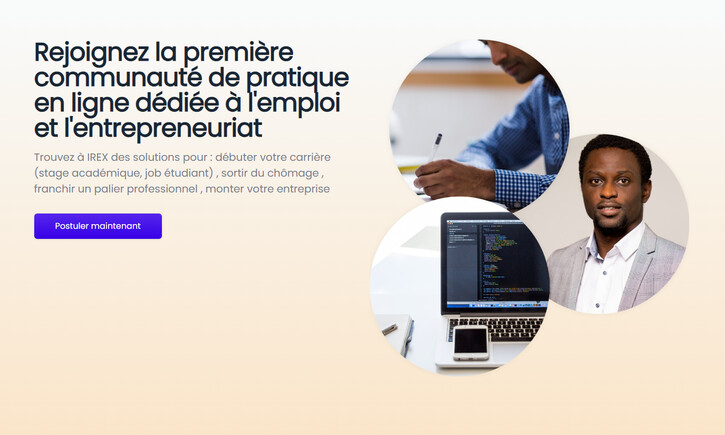 Rejoignez la première
communauté de pratique
en ligne dédiée à l'emploi
et l'entrepreneuriat
Trouvez à IREX des solutions pour : débuter votre carrière
(stage académique, job étudiant) , sortir du chômage ,
franchir un palier professionnel , monter votre entreprise
Postuler maintenant